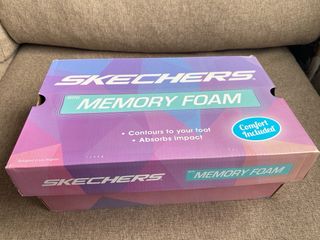 SKECHERS
MEMORY FOAM
• Contours to your foot
• Absorbs impact
Comfort
Included
SKECHERS
MEMORY FOAM